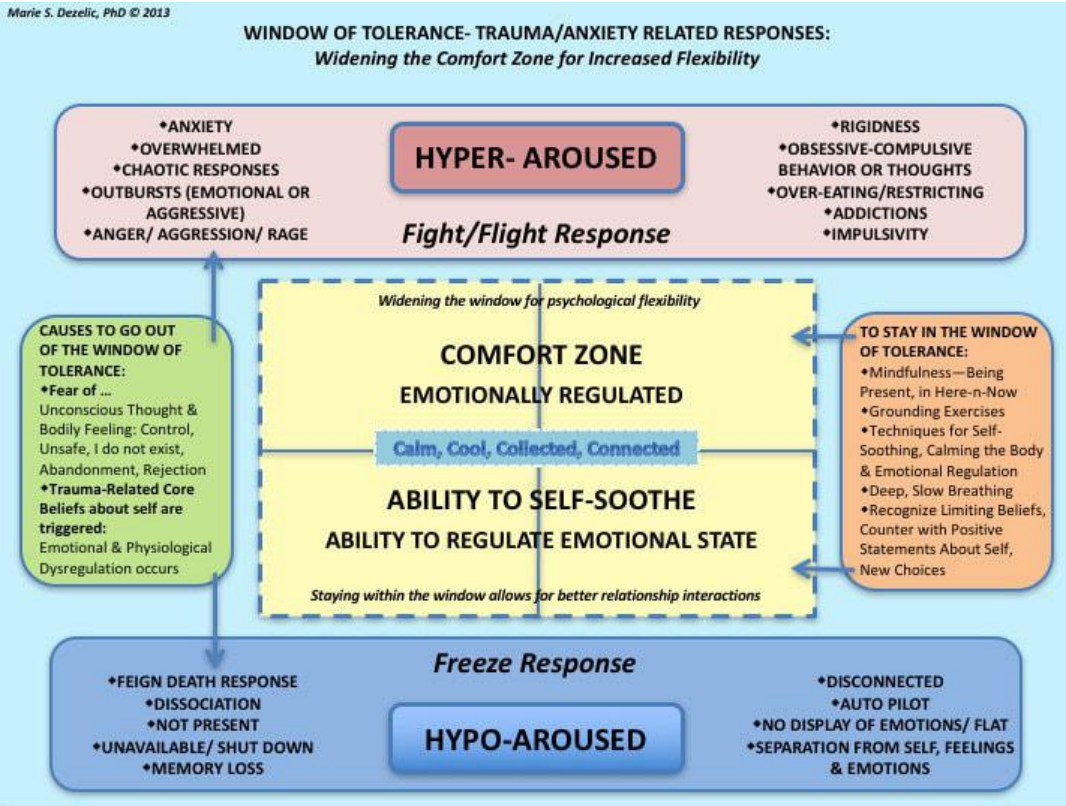 Marie S. Dezelic, PhD © 2013
WINDOW OF TOLERANCE- TRAUMA/ANXIETY RELATED RESPONSES:
Widening the Comfort Zone for Increased Flexibility
◆ANXIETY
◆OVERWHELMED
◆CHAOTIC RESPONSES
◆OUTBURSTS (EMOTIONAL OR
AGGRESSIVE)
◆ANGER/ AGGRESSION/ RAGE
HYPER- AROUSED
Fight/Flight Response
◆RIGIDNESS
◆OBSESSIVE-COMPULSIVE
BEHAVIOR OR THOUGHTS
◆OVER-EATING/RESTRICTING
◆ADDICTIONS
◆IMPULSIVITY
CAUSES TO GO OUT
OF THE WINDOW OF
TOLERANCE:
◆Fear of …
Unconscious Thought &
Bodily Feeling: Control,
Unsafe, I do not exist,
Abandonment, Rejection
◆Trauma-Related Core
Beliefs about self are
triggered:
Emotional & Physiological
Dysregulation occurs
Widening the window for psychological flexibility
COMFORT ZONE
EMOTIONALLY REGULATED
Calm, Cool, Collected, Connected
ABILITY TO SELF-SOOTHE
ABILITY TO REGULATE EMOTIONAL STATE
Staying within the window allows for better relationship interactions
TO STAY IN THE WINDOW
OF TOLERANCE:
◆Mindfulness—Being
Present, in Here-n-Now
◆Grounding Exercises
◆Techniques for Self-
Soothing, Calming the Body
& Emotional Regulation
◆Deep, Slow Breathing
◆Recognize Limiting Beliefs,
Counter with Positive
Statements About Self,
New Choices
Freeze Response
◆FEIGN DEATH RESPONSE
◆DISSOCIATION
◆NOT PRESENT
◆UNAVAILABLE/ SHUT DOWN
◆MEMORY LOSS
HYPO-AROUSED
◆DISCONNECTED
◆AUTO PILOT
◆NO DISPLAY OF EMOTIONS/ FLAT
◆SEPARATION FROM SELF, FEELINGS
& EMOTIONS